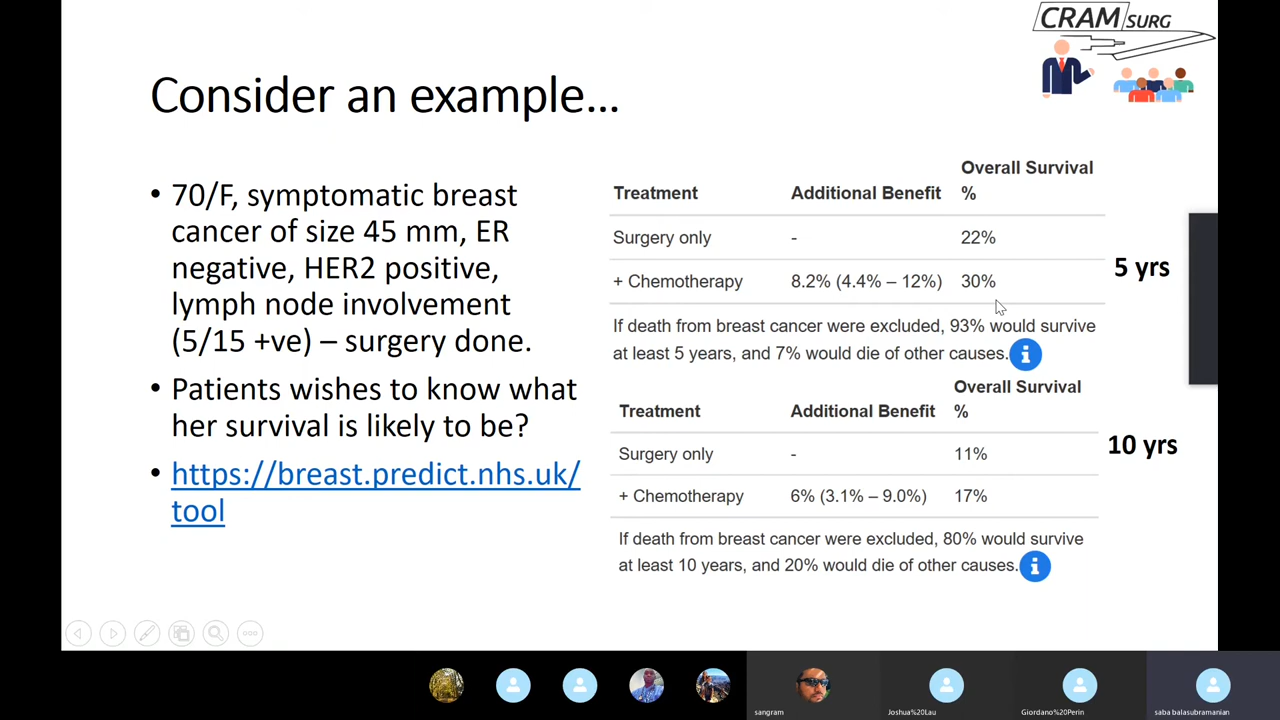 CRAM SURG
Consider an example...
• 70/F, symptomatic breast
cancer of size 45 mm, ER
negative, HER2 positive,
lymph node involvement
(5/15 +ve) – surgery done.
• Patients wishes to know what
her survival is likely to be?
• https://breast.predict.nhs.uk/
tool
Overall Survival
Treatment Additional Benefit %
Surgery only - 22%
+ Chemotherapy 8.2% (4.4% – 12%) 30%
5 yrs
If death from breast cancer were excluded, 93% would survive
at least 5 years, and 7% would die of other causes. i
Overall Survival
Treatment Additional Benefit %
Surgery only - 11%
+ Chemotherapy 6% (3.1% – 9.0%) 17%
10 yrs
If death from breast cancer were excluded, 80% would survive
at least 10 years, and 20% would die of other causes. i
sangram
Joshua%20Lau
Giordano%20Perin
saba balasubramanian